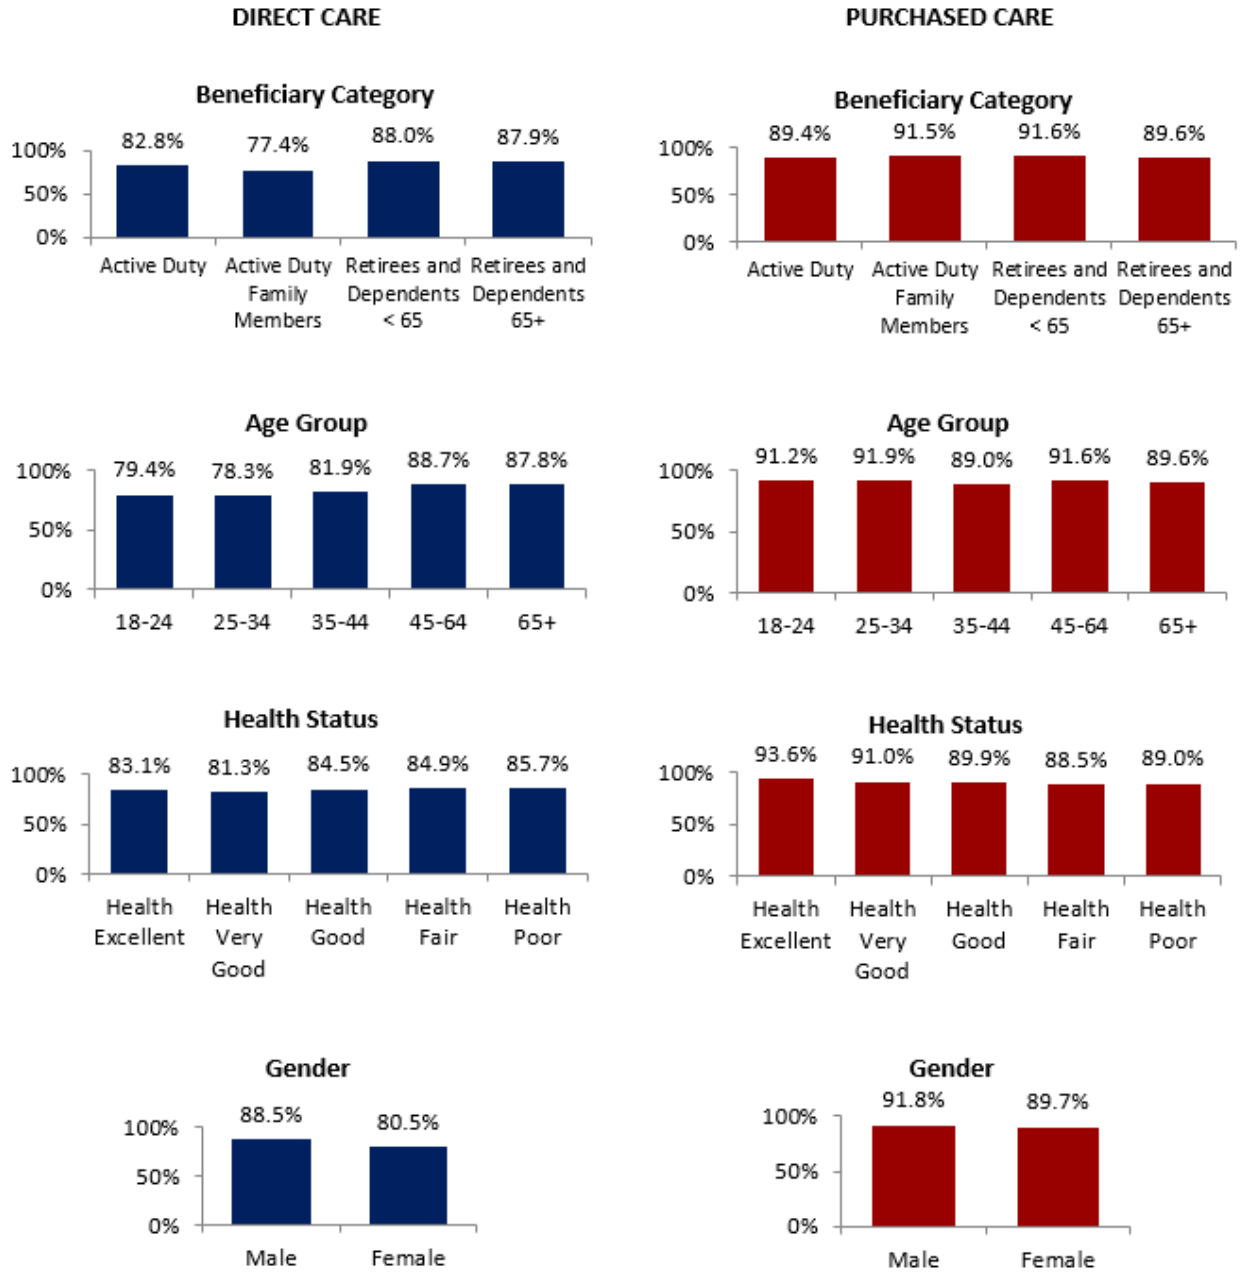 DIRECT CARE
Beneficiary Category
82.8% 77.4% 88.0% 87.9%
100%
50%
0%
Active Duty Active Duty Retirees and Retirees and
Family Dependents Dependents
Members < 65 65+
Age Group
79.4% 78.3% 81.9% 88.7% 87.8%
100%
50%
0%
18-24 25-34 35-44 45-64 65+
Health Status
83.1% 81.3% 84.5% 84.9% 85.7%
100%
50%
0%
Health Health Health Health Health
Excellent Very Good Fair Poor
Good
Gender
88.5% 80.5%
100%
50%
0%
Male Female
PURCHASED CARE
Beneficiary Category
89.4% 91.5% 91.6% 89.6%
100%
50%
0%
Active Duty Active Duty Retirees and Retirees and
Family Dependents Dependents
Members < 65 65+
Age Group
91.2% 91.9% 89.0% 91.6% 89.6%
100%
50%
0%
18-24 25-34 35-44 45-64 65+
Health Status
93.6% 91.0% 89.9% 88.5% 89.0%
100%
50%
0%
Health Health Health Health Health
Excellent Very Good Fair Poor
Good
Gender
91.8% 89.7%
100%
50%
0%
Male Female